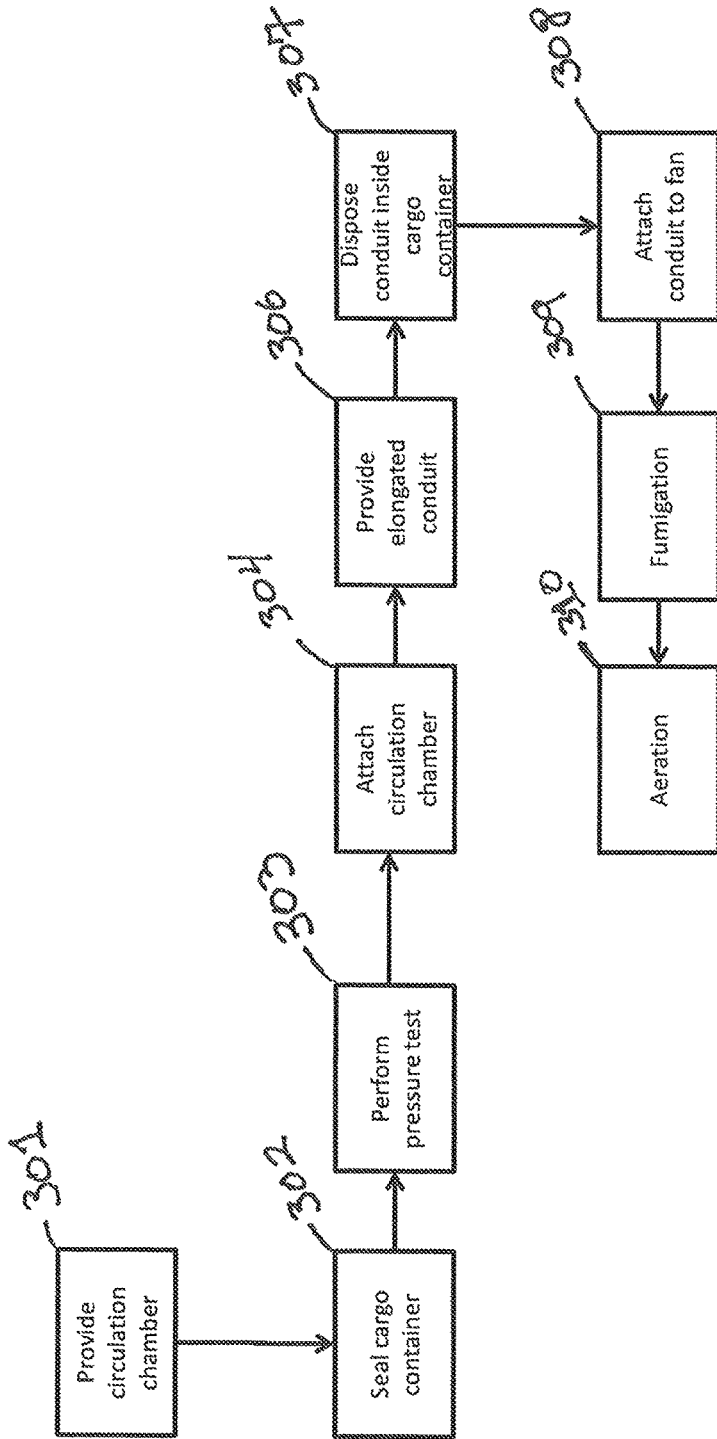 301
Provide
circulation
chamber
302
Seal cargo
container
303
Perform
pressure test
304
Attach
circulation
chamber
306
Provide
elongated
conduit
307
Dispose
conduit inside
cargo
container
308
Attach
conduit to fan
309
Fumigation
310
Aeration